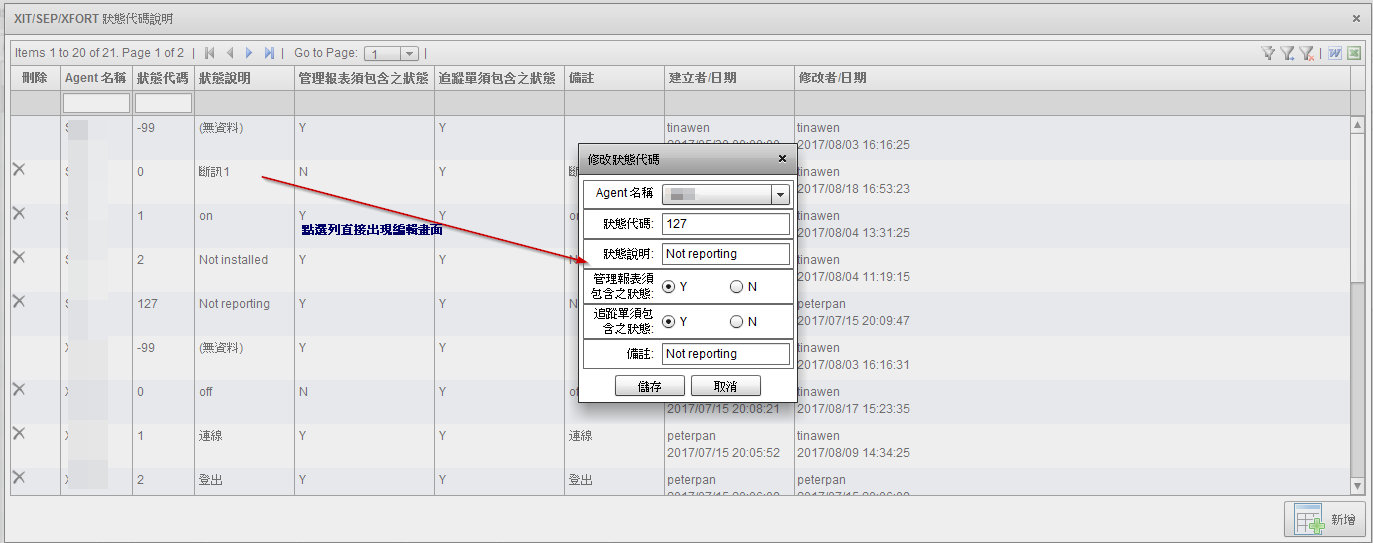 XIT/SEP/XFORT 狀態代碼說明
Items 1 to 20 of 21. Page 1 of 2 | | Go to Page: 1 |
刪除 Agent 名稱 狀態代碼 狀態說明 管理報表須包含之狀態 追蹤單須包含之狀態 備註 建立者/日期 修改者/日期
-99 (無資料) Y Y tinawen tinawen
2017/08/03 16:16:25
0 斷訊1 N tinawen
2017/08/18 16:53:23
1 on Y Y tinawen
2017/08/04 13:31:25
點選列直接出現編輯畫面
2 Not installed Y Y tinawen
2017/08/04 11:19:15
127 Not reporting Y Y peterpan
2017/07/15 20:09:47
-99 (無資料) Y Y tinawen
2017/08/03 16:16:31
0 off N Y tinawen
2017/07/15 20:08:21 2017/08/17 15:23:35
1 連線 Y Y 連線 peterpan tinawen
2017/07/15 20:05:52 2017/08/09 14:34:25
2 登出 Y Y 登出 peterpan peterpan
修改狀態代碼
Agent 名稱
狀態代碼: 127
狀態說明: Not reporting
管理報表須
包含之狀態: Y N
追蹤單須包
含之狀態: Y N
備註: Not reporting
儲存 取消
新增